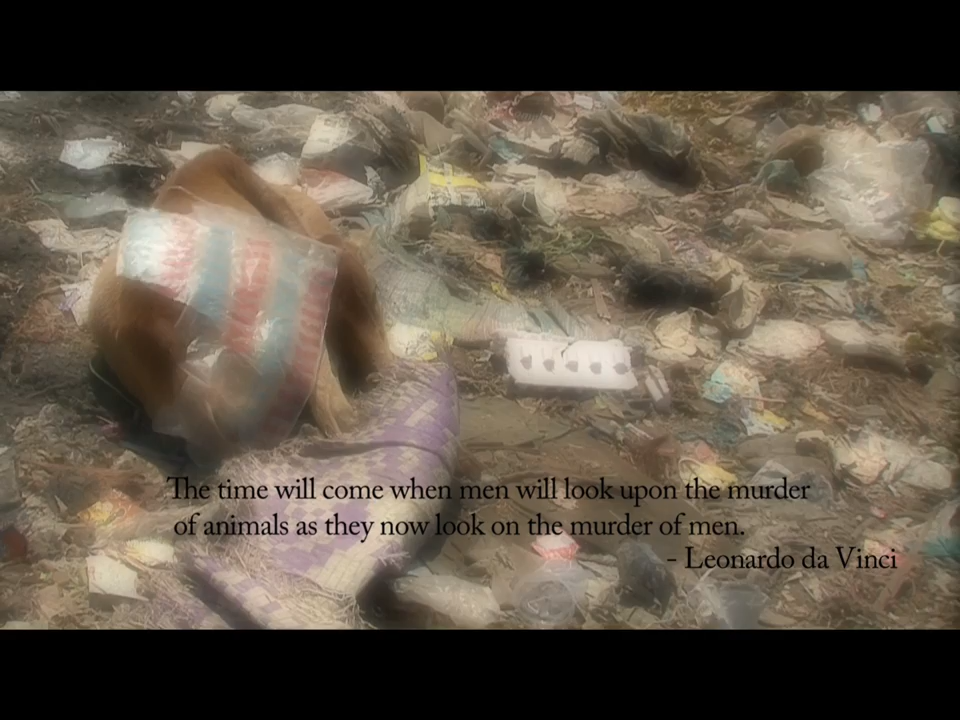 The time will come when men will look upon the murder
of animals as they now look on the murder of men.
- Leonardo da Vinci